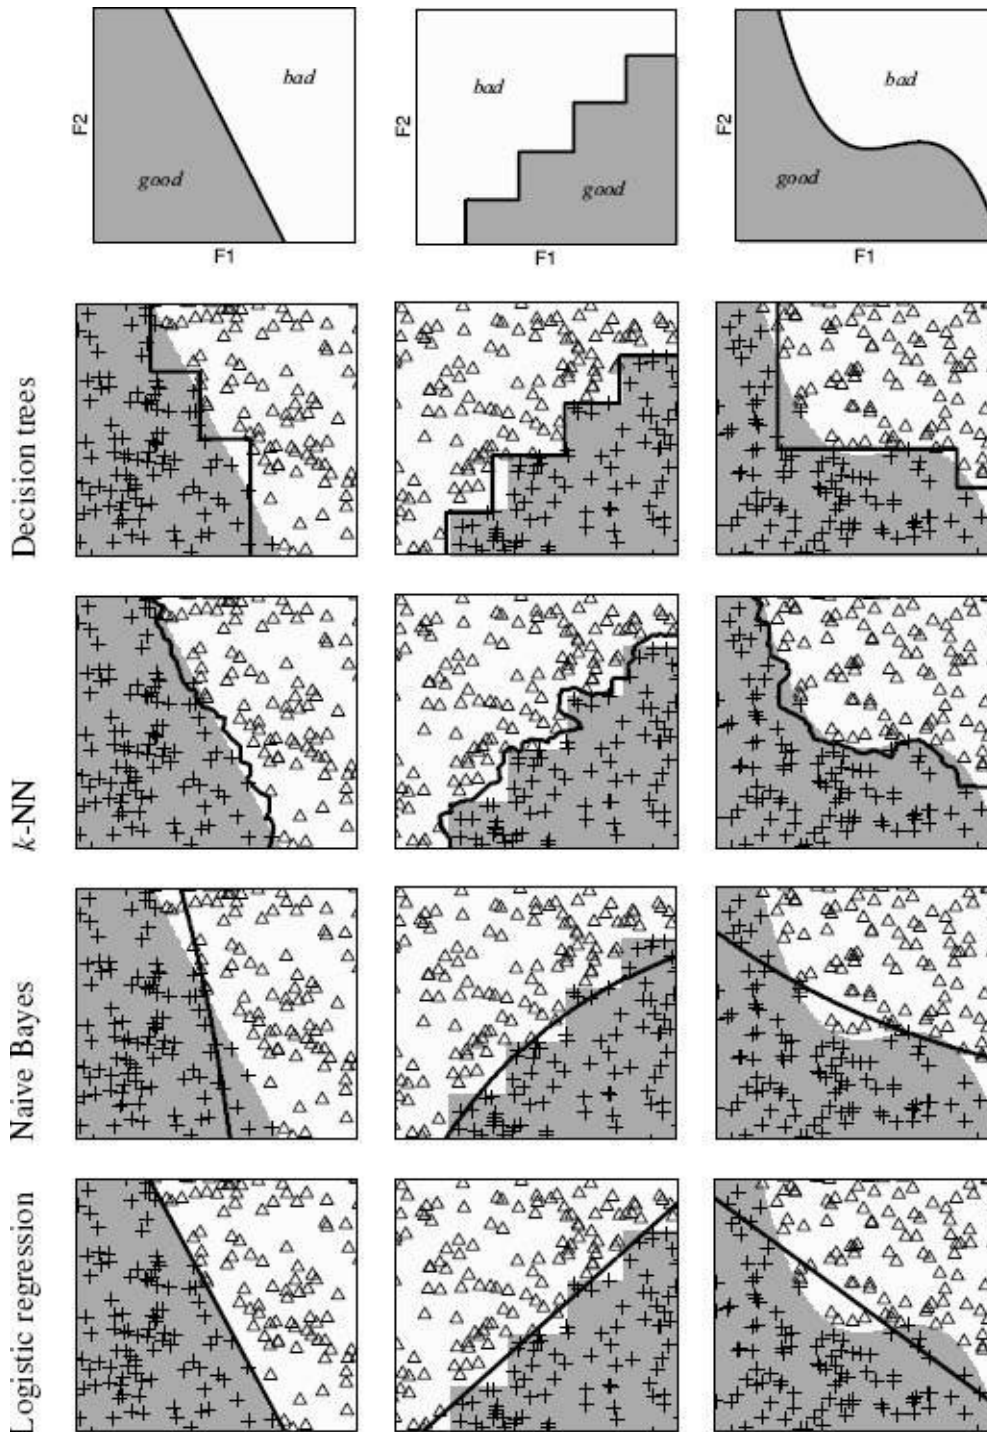 bad
good
F2
F1
bad
good
F2
F1
bad
good
F2
F1
Decision trees
k-NN
Naive Bayes
Logistic regression